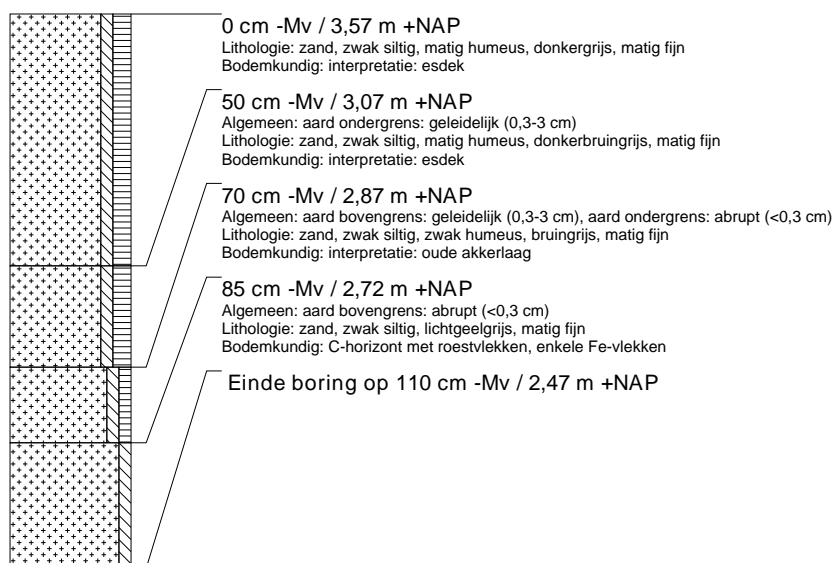 0 cm -Mv / 3,57 m +NAP
Lithologie: zand, zwak siltig, matig humeus, donkergrijs, matig fijn
Bodemkundig: interpretatie: esdek
50 cm -Mv / 3,07 m +NAP
Algemeen: aard ondergrens: geleidelijk (0,3-3 cm)
Lithologie: zand, zwak siltig, matig humeus, donkerbruingrijs, matig fijn
Bodemkundig: interpretatie: esdek
70 cm -Mv / 2,87 m +NAP
Algemeen: aard bovengrens: geleidelijk (0,3-3 cm), aard ondergrens: abrupt (<0,3 cm)
Lithologie: zand, zwak siltig, zwak humeus, bruingrijs, matig fijn
Bodemkundig: interpretatie: oude akkerlaag
85 cm -Mv / 2,72 m +NAP
Algemeen: aard bovengrens: abrupt (<0,3 cm)
Lithologie: zand, zwak siltig, lichtgeelgrijs, matig fijn
Bodemkundig: C-horizont met roestvlekken, enkele Fe-vlekken
Einde boring op 110 cm -Mv / 2,47 m +NAP